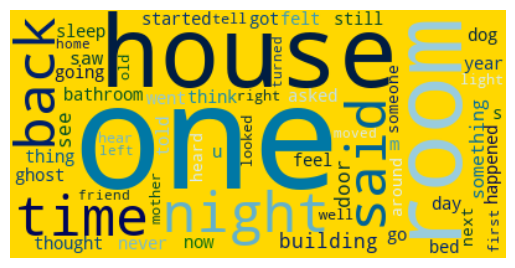 started tell got felt still
sleep
home
saw
old
going
house
turned
back
bathroom
went
think
right
asked
told
someone
dog
year
light
room
see
hear
left
one
heard
u
looked
said
moved
m
something
s
thing
ghost
feel
door
around
happened
time
friend
mother
night
well
day
next
first
thought
never
now
building
go
bed